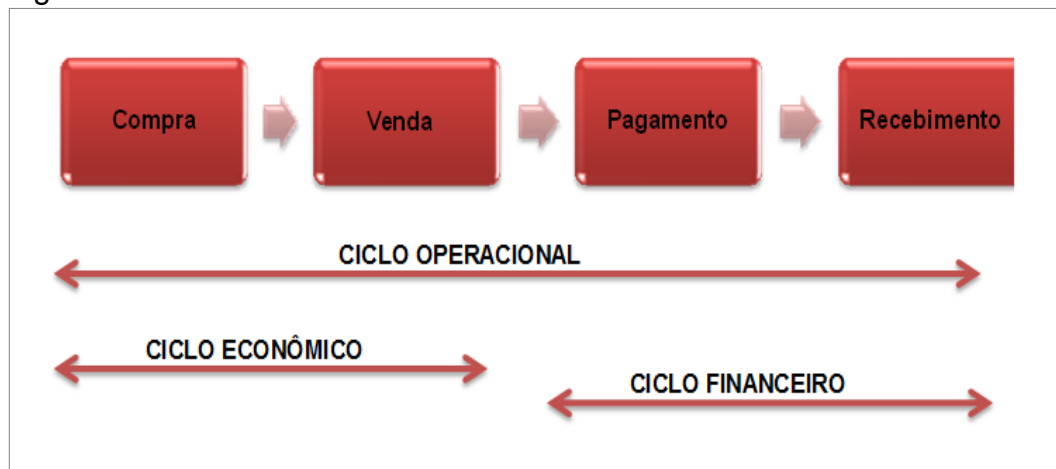 Compra
Venda
Pagamento
Recebimento
CICLO OPERACIONAL
CICLO ECONÔMICO
CICLO FINANCEIRO